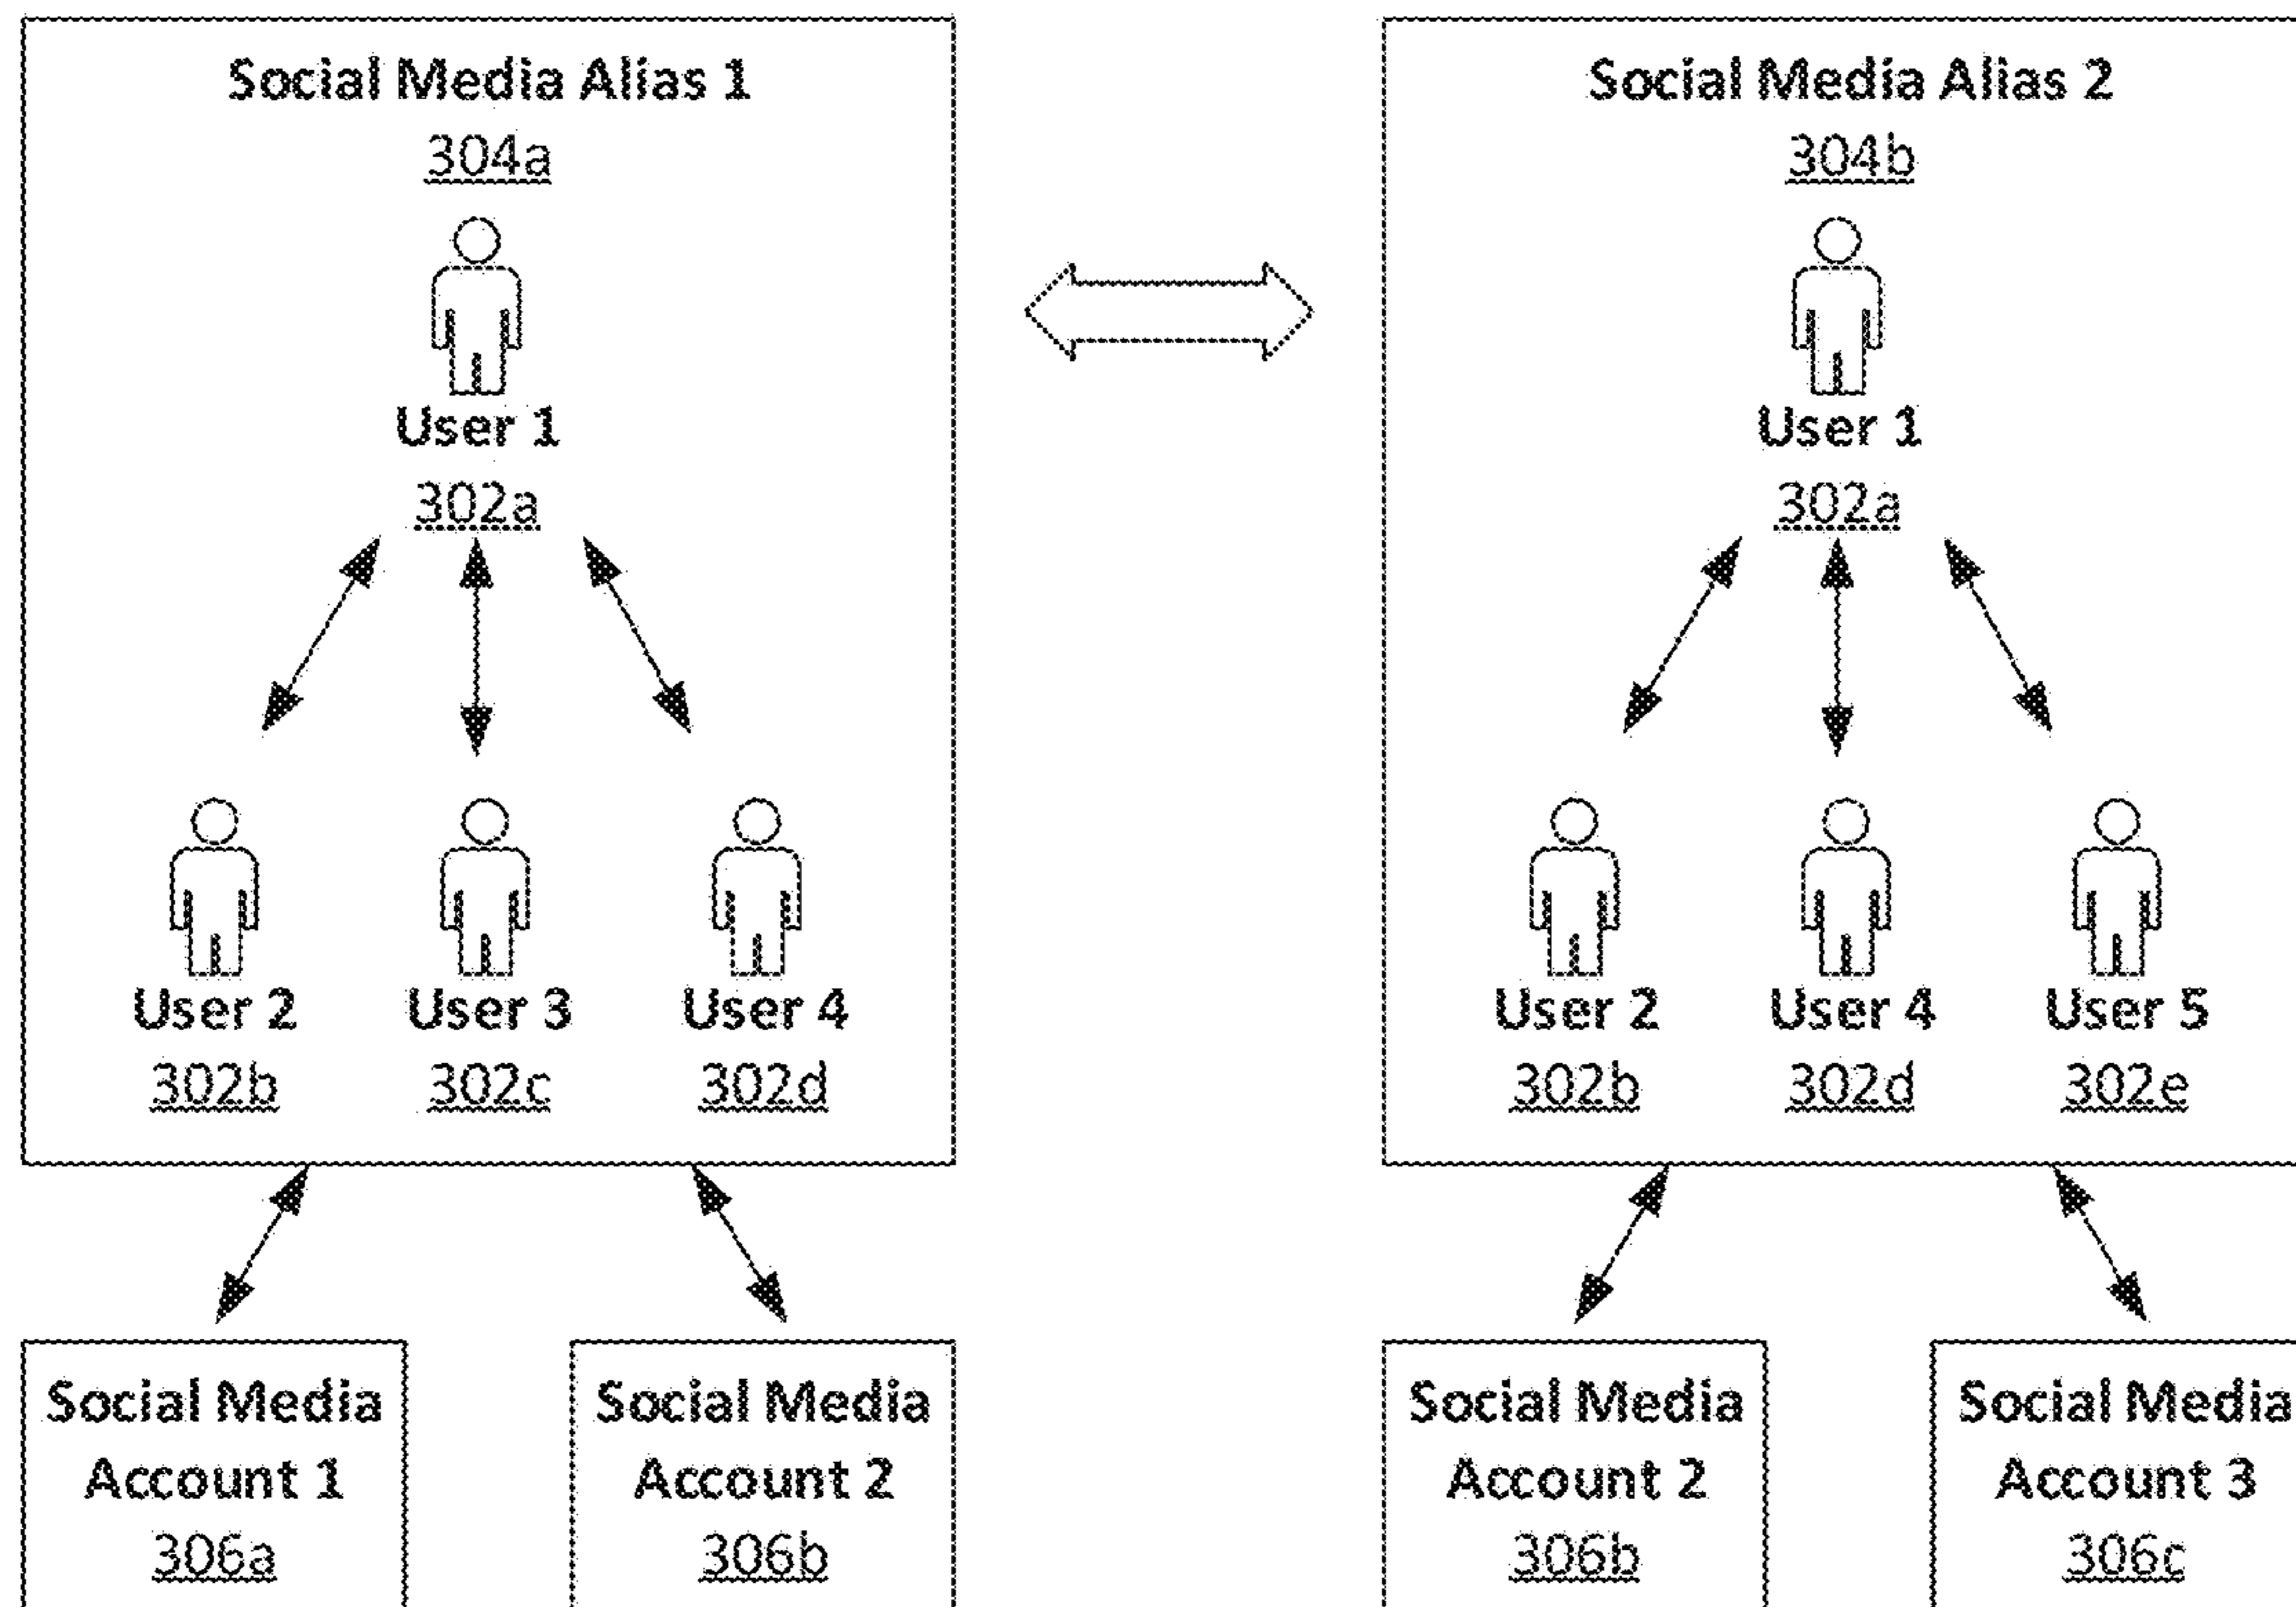 Social Media Alias 1
304a
User 1
302a
User 2 User 3 User 4
302b 302c 302d
Social Media
Account 1
306a
Social Media
Account 2
306b
Social Media Alias 2
304b
User 1
302a
User 2 User 4 User 5
302b 302d 302e
Social Media
Account 2
306b
Social Media
Account 3
306c